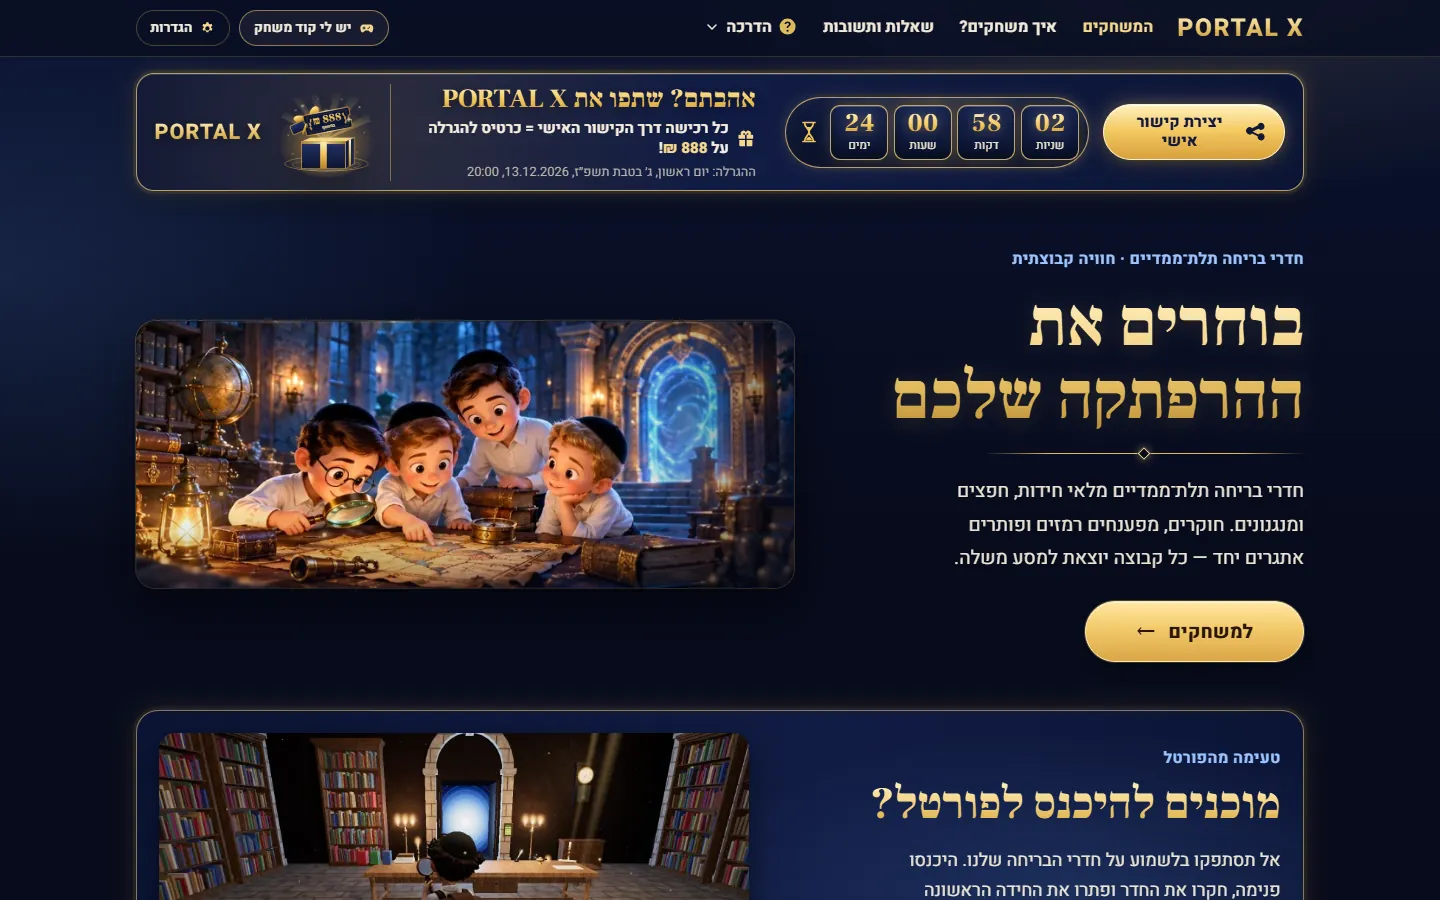 PORTAL X
המשחקים
איך משחקים?
שאלות ותשובות
? הדרכה
יש לי קוד משחק
הגדרות
יצירת קישור
אישי
02
שניות
58
דקות
00
שעות
24
ימים
אהבתם? שתפו את PORTAL X
כל רכישה דרך הקישור האישי = כרטיס להגרלה
על 888 ₪!
ההגרלה: יום ראשון, ג׳ בטבת תשפ״ז, 13.12.2026, 20:00
888 ₪
PORTAL X
חדרי בריחה תלת־ממדיים · חוויה קבוצתית
בוחרים את
ההרפתקה שלכם
חדרי בריחה תלת־ממדיים מלאי חידות, חפצים
ומנגנונים. חוקרים, מפענחים רמזים ופותרים
אתגרים יחד — כל קבוצה יוצאת למסע משלה.
למשחקים ←
טעימה מהפורטל
מוכנים להיכנס לפורטל?
אל תסתפקו בלשמוע על חדרי הבריחה שלנו. היכנסו
פנימה, חקרו את החדר ופתרו את החידה הראשונה